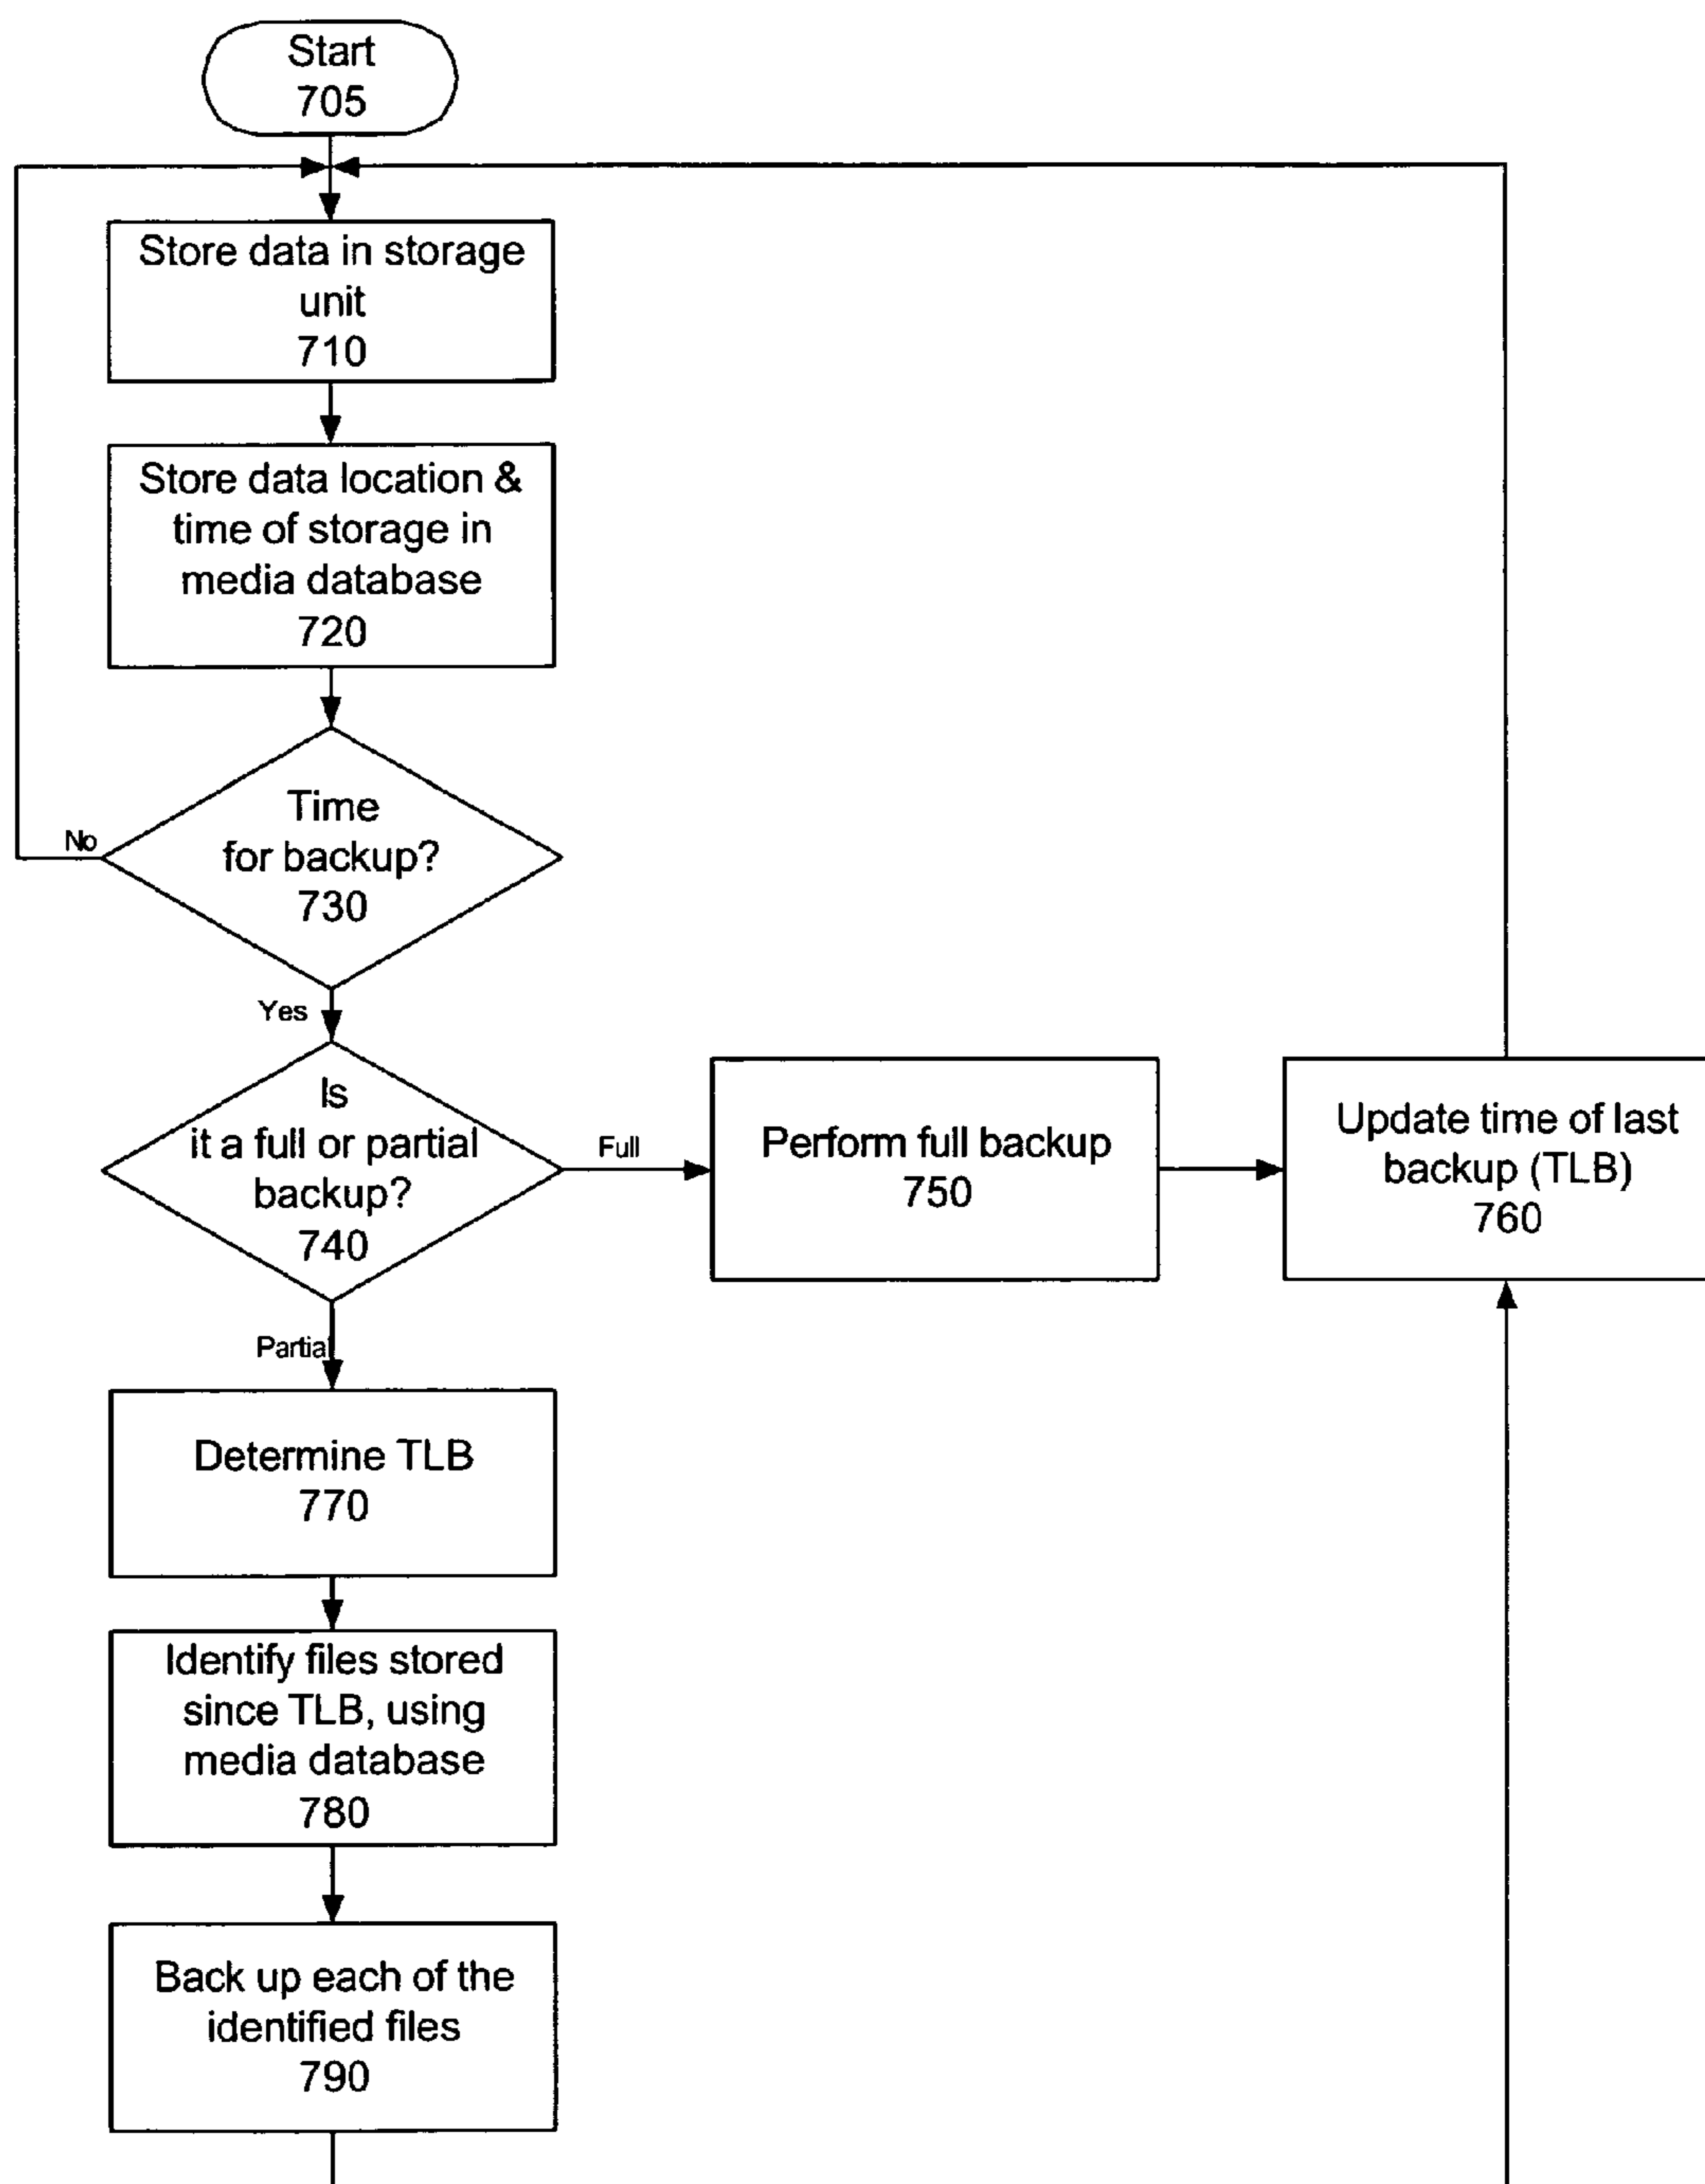 Start
705
Store data in storage
unit
710
Store data location &
time of storage in
media database
720
Time
for backup?
730
No
Yes
Is
it a full or partial
backup?
740
Full
Perform full backup
750
Update time of last
backup (TLB)
760
Partial
Determine TLB
770
Identify files stored
since TLB, using
media database
780
Back up each of the
identified files
790